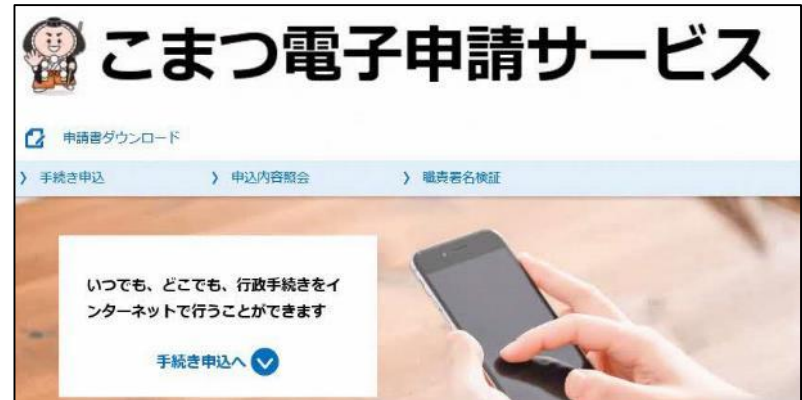 こまつ電子申請サービス
申請書ダウンロード
手続き申込
申込内容照会
職責署名検証
いつでも、どこでも、行政手続きをイ
ンターネットで行うことができます
手続き申込へ